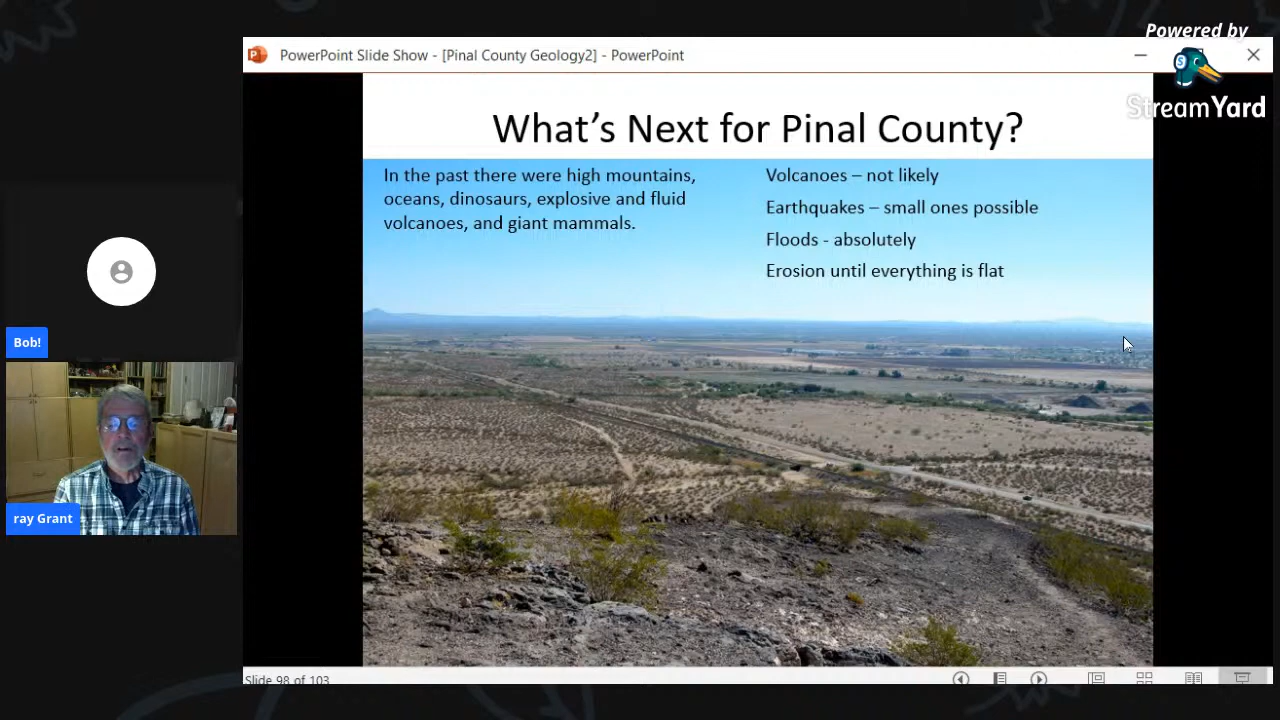 Powered by
StreamYard
PowerPoint Slide Show - [Pinal County Geology2] - PowerPoint
What's Next for Pinal County?
In the past there were high mountains,
oceans, dinosaurs, explosive and fluid
volcanoes, and giant mammals.
Volcanoes – not likely
Earthquakes – small ones possible
Floods - absolutely
Erosion until everything is flat
Bob!
ray Grant
Slide 98 of 103